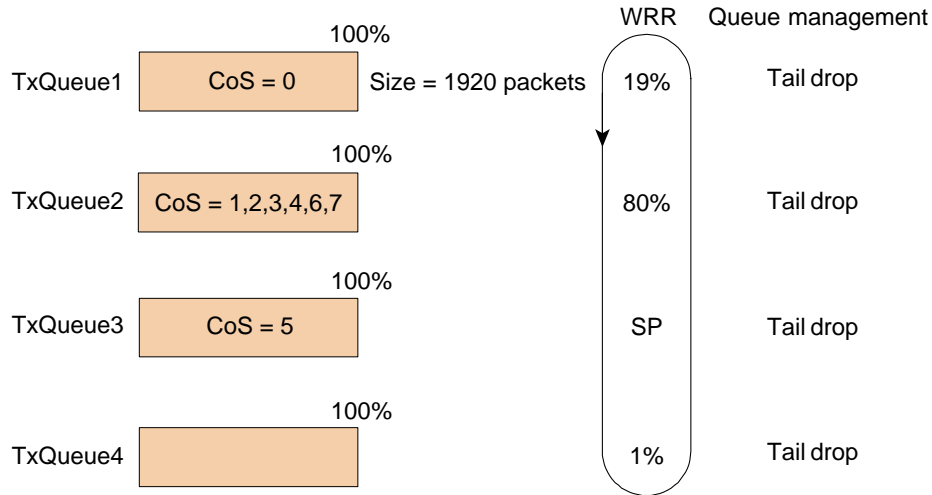 WRR Queue management
100%
TxQueue1 CoS = 0 Size = 1920 packets 19% Tail drop
100%
TxQueue2 CoS = 1,2,3,4,6,7 80% Tail drop
100%
TxQueue3 CoS = 5 SP Tail drop
100%
TxQueue4 1% Tail drop